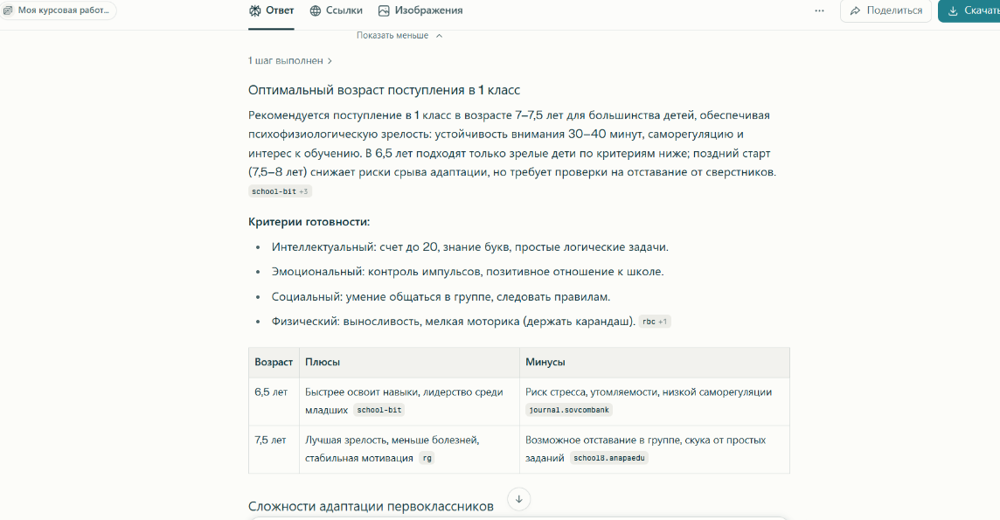 Моя курсовая работ…
Ответ
Ссылки
Изображения
Поделиться
Скачать
Показать меньше
1 шаг выполнен
Оптимальный возраст поступления в 1 класс
Рекомендуется поступление в 1 класс в возрасте 7–7,5 лет для большинства детей, обеспечивая
психофизиологическую зрелость: устойчивость внимания 30–40 минут, саморегуляцию и
интерес к обучению. В 6,5 лет подходят только зрелые дети по критериям ниже; поздний старт
(7,5–8 лет) снижает риски срыва адаптации, но требует проверки на отставание от сверстников.
school-bit +3
Критерии готовности:
• Интеллектуальный: счет до 20, знание букв, простые логические задачи.
• Эмоциональный: контроль импульсов, позитивное отношение к школе.
• Социальный: умение общаться в группе, следовать правилам.
• Физический: выносливость, мелкая моторика (держать карандаш). rbc +1
Возраст Плюсы Минусы
6,5 лет Быстрее освоит навыки, лидерство среди Риск стресса, утомляемости, низкой саморегуляции
младших school-bit journal.sovcombank
7,5 лет Лучшая зрелость, меньше болезней, Возможное отставание в группе, скука от простых
стабильная мотивация rg заданий school8.anapaedu
Сложности адаптации первоклассников